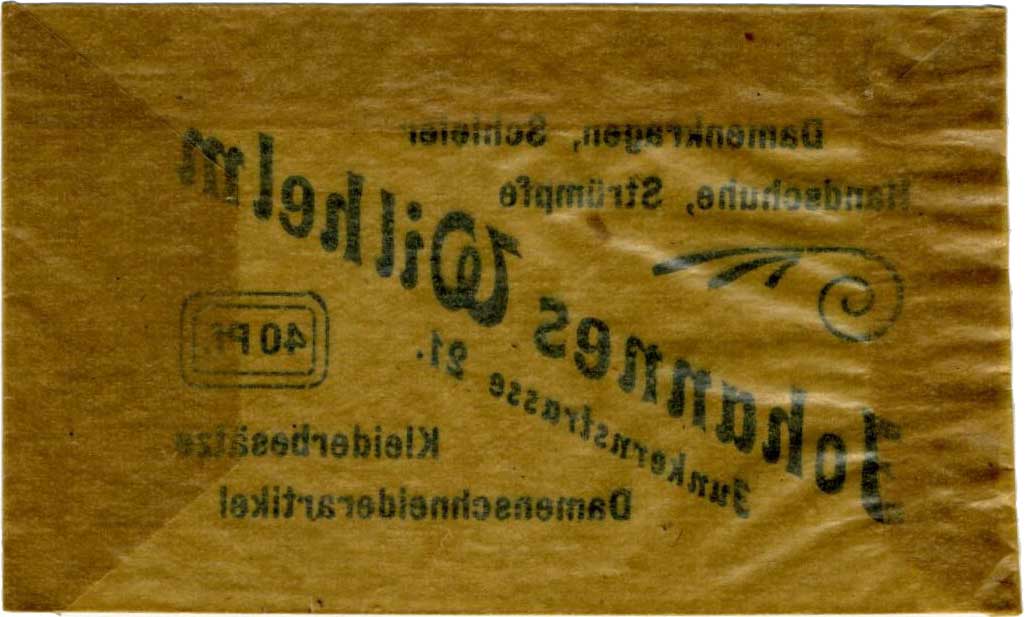 Damenkragen, Schleier
Handschuhe, Strümpfe
Johannes Wilhelm
Junkernstrasse 21.
40 Pf.
Kleiderbesätze
Damenschneiderartikel